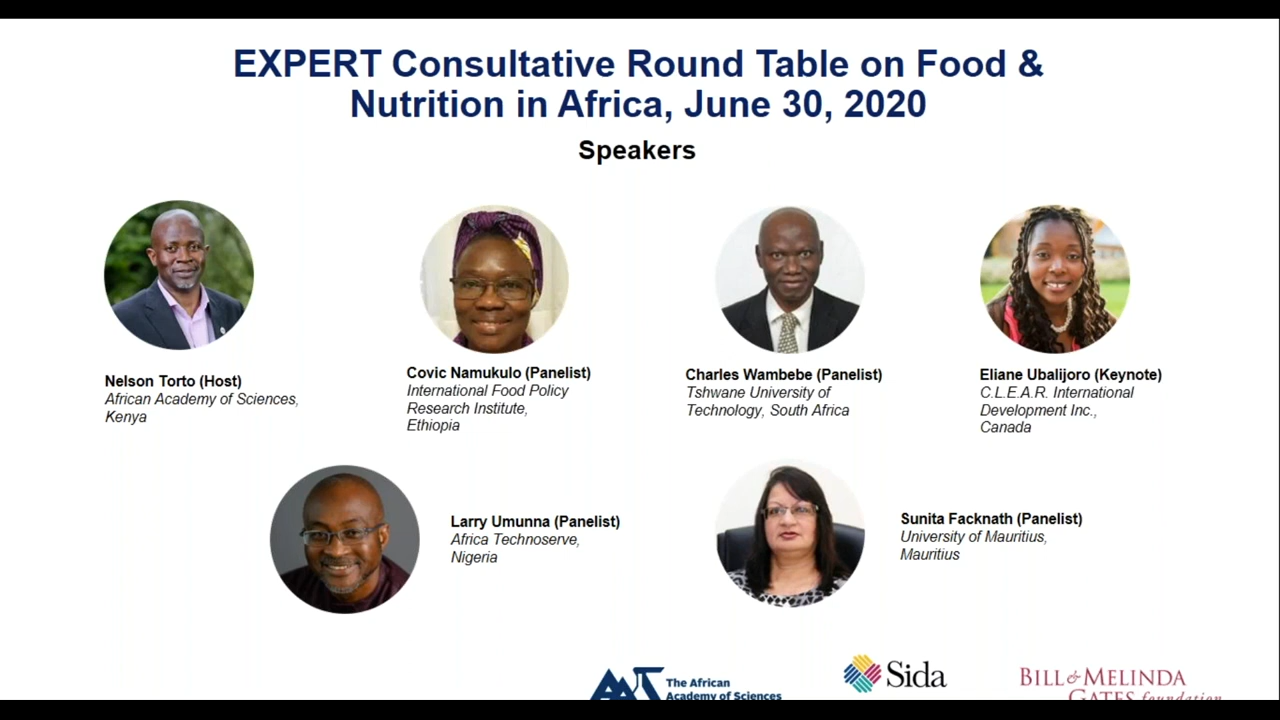 EXPERT Consultative Round Table on Food &
Nutrition in Africa, June 30, 2020
Speakers
Nelson Torto (Host)
African Academy of Sciences,
Kenya
Covic Namukulo (Panelist)
International Food Policy
Research Institute,
Ethiopia
Charles Wambebe (Panelist)
Tshwane University of
Technology, South Africa
Eliane Ubalijoro (Keynote)
C.L.E.A.R. International
Development Inc.,
Canada
Larry Umunna (Panelist)
Africa Technoserve,
Nigeria
Sunita Facknath (Panelist)
University of Mauritius,
Mauritius
The African
Academy of Sciences
Sida
BILL & MELINDA
GATES foundation